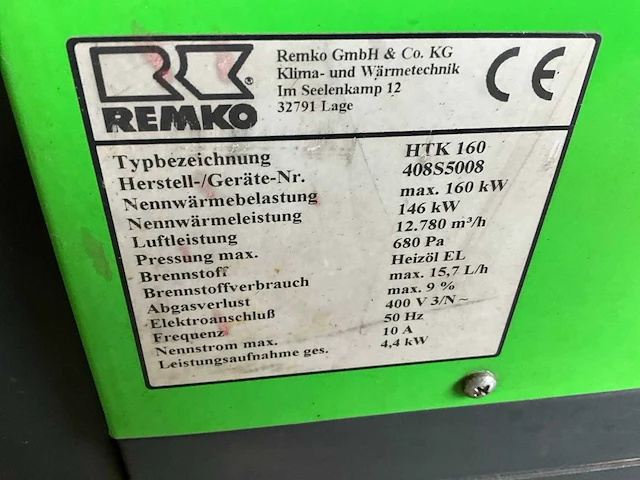 REMKO
®
Remko GmbH & Co. KG
Klima- und Wärmetechnik
Im Seelenkamp 12
32791 Lage
CE
Typbezeichnung HTK 160
Herstell-/Geräte-Nr. 408S5008
Nennwärmebelastung max. 160 kW
Nennwärmeleistung 146 kW
Luftleistung 12.780 m³/h
Pressung max. 680 Pa
Brennstoff Heizöl EL
Brennstoffverbrauch max. 15,7 L/h
Abgasverlust max. 9 %
Elektroanschluß 400 V 3/N ~
Frequenz 50 Hz
Nennstrom max. 10 A
Leistungsaufnahme ges. 4,4 kW